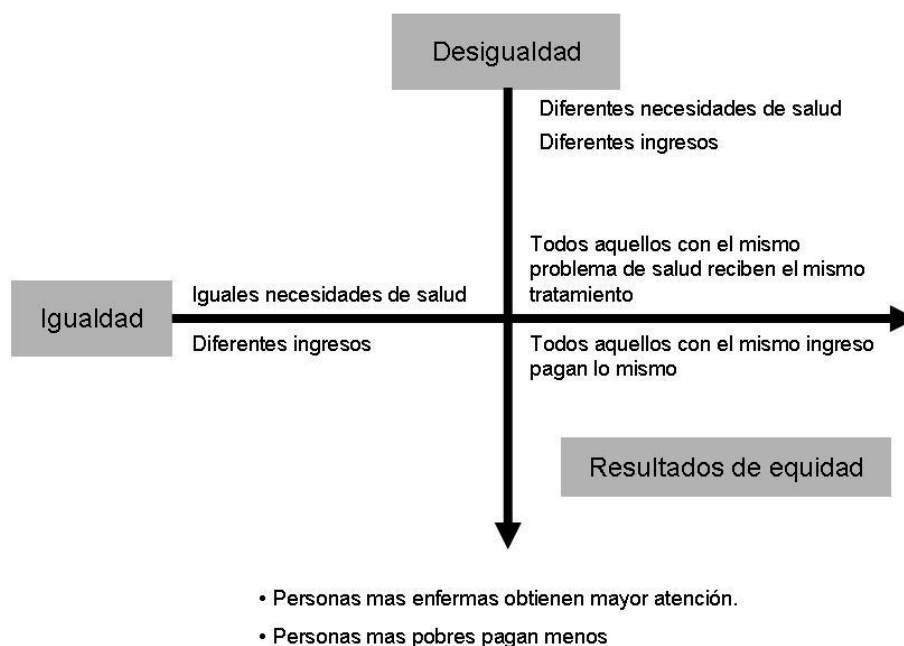 Desigualdad
Diferentes necesidades de salud
Diferentes ingresos
Todos aquellos con el mismo
problema de salud reciben el mismo
tratamiento
Igualdad
Iguales necesidades de salud
Diferentes ingresos
Todos aquellos con el mismo ingreso
pagan lo mismo
Resultados de equidad
• Personas mas enfermas obtienen mayor atención.
• Personas mas pobres pagan menos